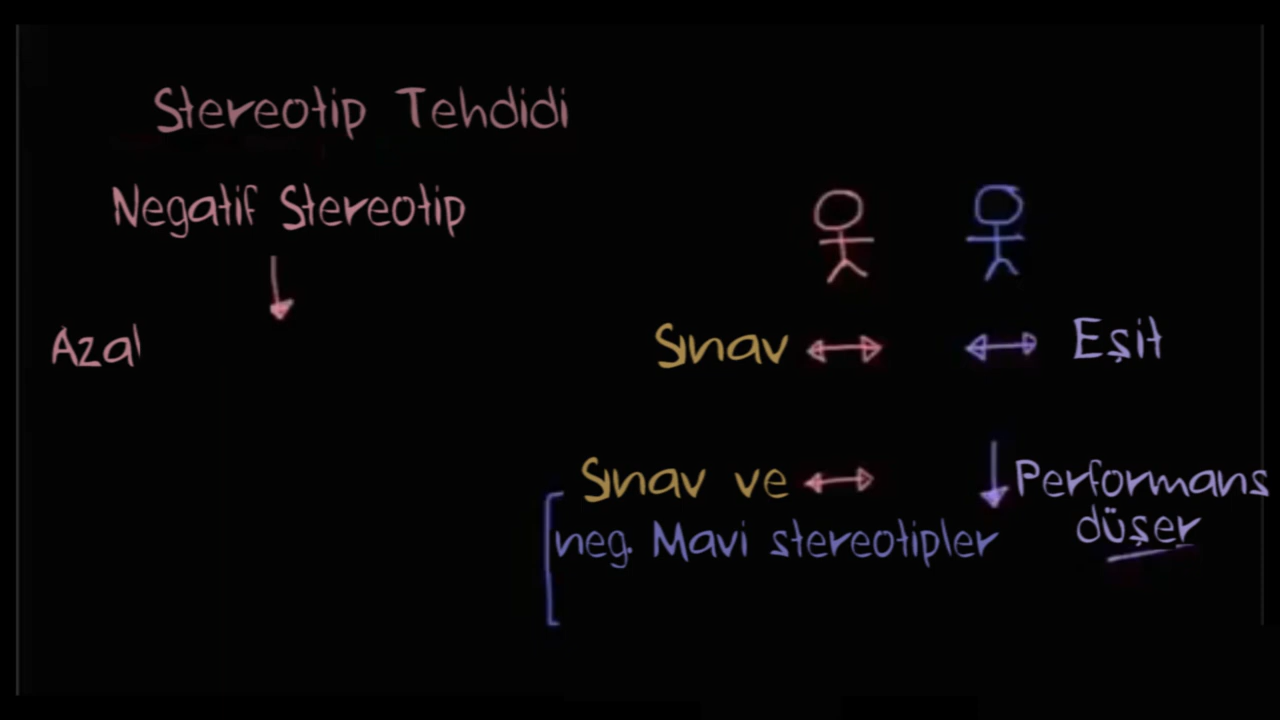 Stereotip Tehdidi
Negatif Stereotip
Azal
Sınav
Eşit
Sınav ve
neg. Mavi stereotipler
Performans
düşer